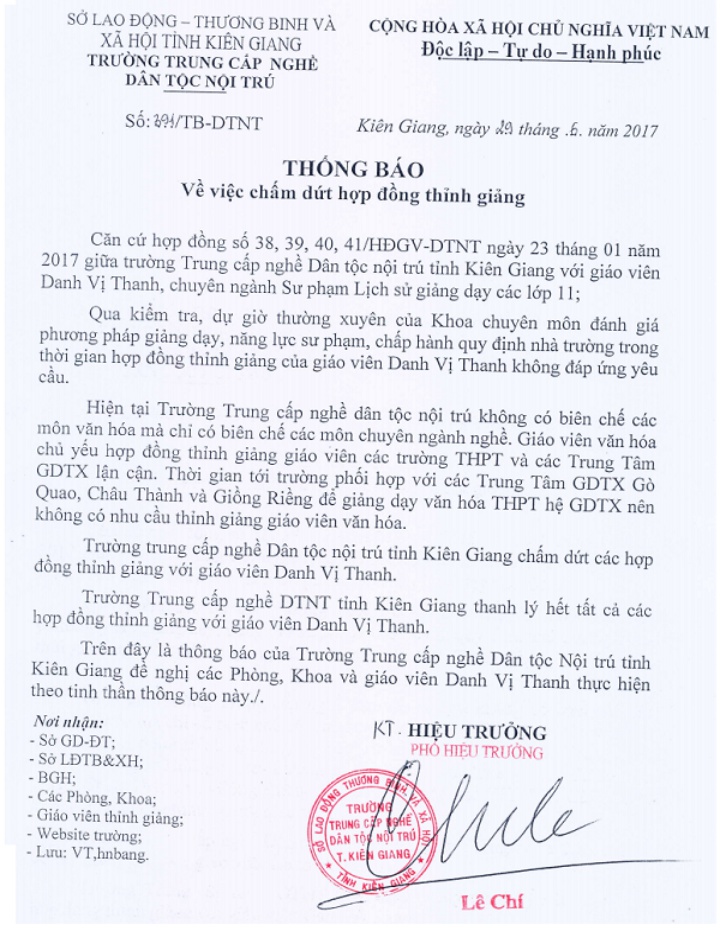 SỞ LAO ĐỘNG – THƯƠNG BINH VÀ
XÃ HỘI TỈNH KIÊN GIANG
TRƯỜNG TRUNG CẤP NGHỀ
DÂN TỘC NỘI TRÚ
Số: /TB-DTNT
CỘNG HÒA XÃ HỘI CHỦ NGHĨA VIỆT NAM
Độc lập – Tự do – Hạnh phúc
Kiên Giang, ngày 29 tháng .6. năm 2017
THÔNG BÁO
Về việc chấm dứt hợp đồng thỉnh giảng
Căn cứ hợp đồng số 38, 39, 40, 41/HĐGV-DTNT ngày 23 tháng 01 năm
2017 giữa trường Trung cấp nghề Dân tộc nội trú tỉnh Kiên Giang với giáo viên
Danh Vị Thanh, chuyên ngành Sư phạm Lịch sử giảng dạy các lớp 11;
Qua kiểm tra, dự giờ thường xuyên của Khoa chuyên môn đánh giá
phương pháp giảng dạy, năng lực sư phạm, chấp hành quy định nhà trường trong
thời gian hợp đồng thỉnh giảng của giáo viên Danh Vị Thanh không đáp ứng yêu
cầu.
Hiện tại Trường Trung cấp nghề dân tộc nội trú không có biên chế các
môn văn hóa mà chỉ có biên chế các môn chuyên ngành nghề. Giáo viên văn hóa
chủ yếu hợp đồng thỉnh giảng giáo viên các trường THPT và các Trung Tâm
GDTX lận cận. Thời gian tới trường phối hợp với các Trung Tâm GDTX Gò
Quao, Châu Thành và Giồng Riềng để giảng dạy văn hóa THPT hệ GDTX nên
không có nhu cầu thỉnh giảng giáo viên văn hóa.
Trường trung cấp nghề Dân tộc nội trú tỉnh Kiên Giang chấm dứt các hợp
đồng thỉnh giảng với giáo viên Danh Vị Thanh.
Trường Trung cấp nghề DTNT tỉnh Kiên Giang thanh lý hết tất cả các
hợp đồng thỉnh giảng với giáo viên Danh Vị Thanh.
Trên đây là thông báo của Trường Trung cấp nghề Dân tộc Nội trú tỉnh
Kiên Giang đề nghị các Phòng, Khoa và giáo viên Danh Vị Thanh thực hiện
theo tinh thần thông báo này./.
Nơi nhận:
- Sở GD-ĐT;
- Sở LĐTB&XH;
- BGH;
- Các Phòng, Khoa;
- Giáo viên thỉnh giảng;
- Website trường;
- Lưu: VT,hnbang.
KT. HIỆU TRƯỞNG
PHÓ HIỆU TRƯỞNG
SỞ LAO ĐỘNG THƯƠNG BINH VÀ XÃ HỘI
TRƯỜNG
TRUNG CẤP NGHỀ
DÂN TỘC NỘI TRÚ
T. KIÊN GIANG
TỈNH KIÊN GIANG
Lê Chí